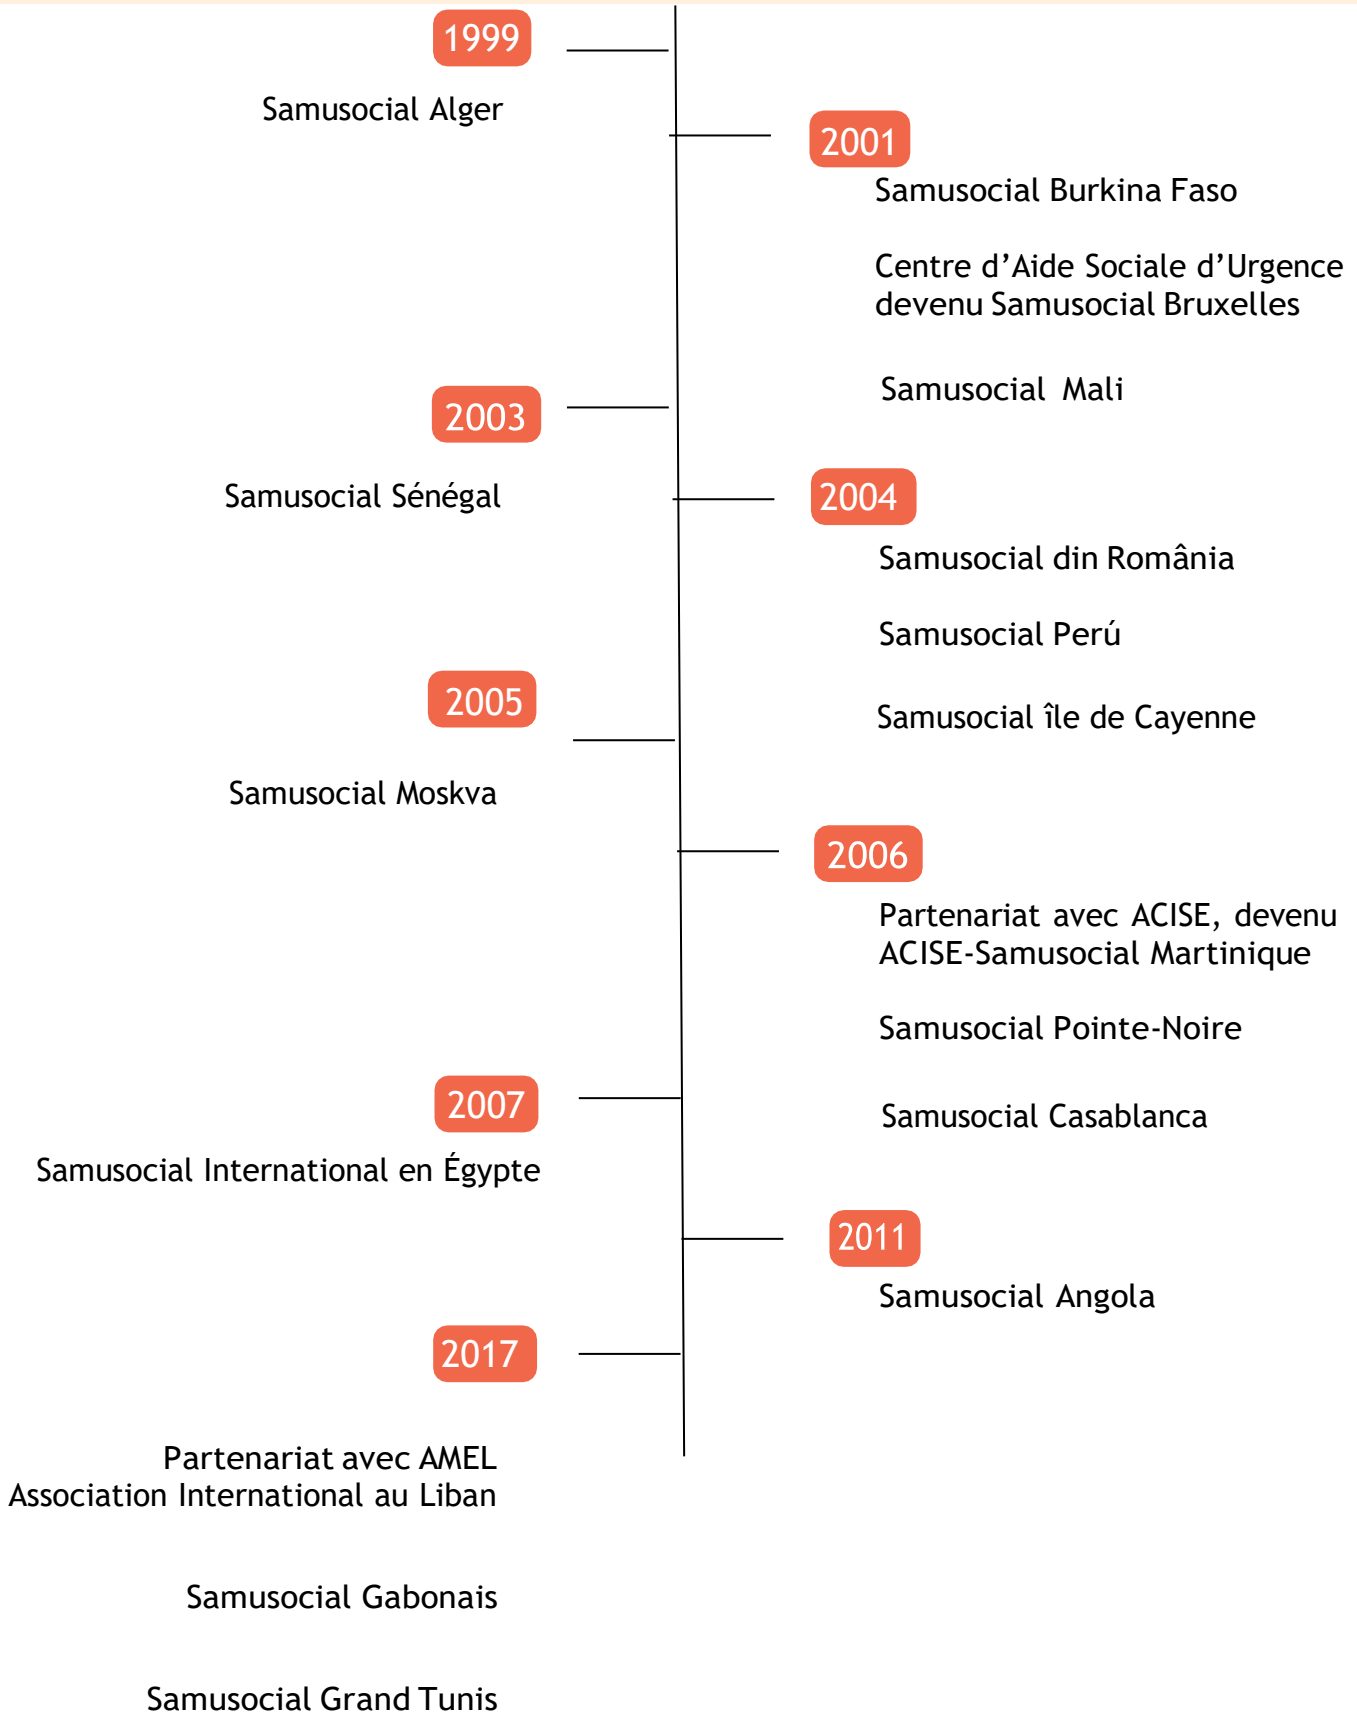 1999
Samusocial Alger
2001
Samusocial Burkina Faso
Centre d’Aide Sociale d’Urgence
devenu Samusocial Bruxelles
Samusocial Mali
2003
Samusocial Sénégal
2004
Samusocial din România
Samusocial Perú
Samusocial île de Cayenne
2005
Samusocial Moskva
2006
Partenariat avec ACISE, devenu
ACISE-Samusocial Martinique
Samusocial Pointe-Noire
Samusocial Casablanca
2007
Samusocial International en Égypte
2011
Samusocial Angola
2017
Partenariat avec AMEL
Association International au Liban
Samusocial Gabonais
Samusocial Grand Tunis